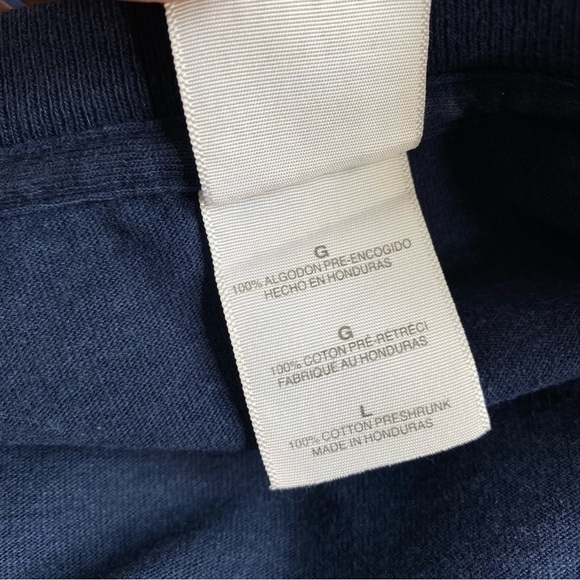 G
100% ALGODON PRE-ENCOGIDO
HECHO EN HONDURAS
G
100% COTON PRÉ-RÉTRÉCI
FABRIQUE AU HONDURAS
L
100% COTTON PRESHRUNK
MADE IN HONDURAS